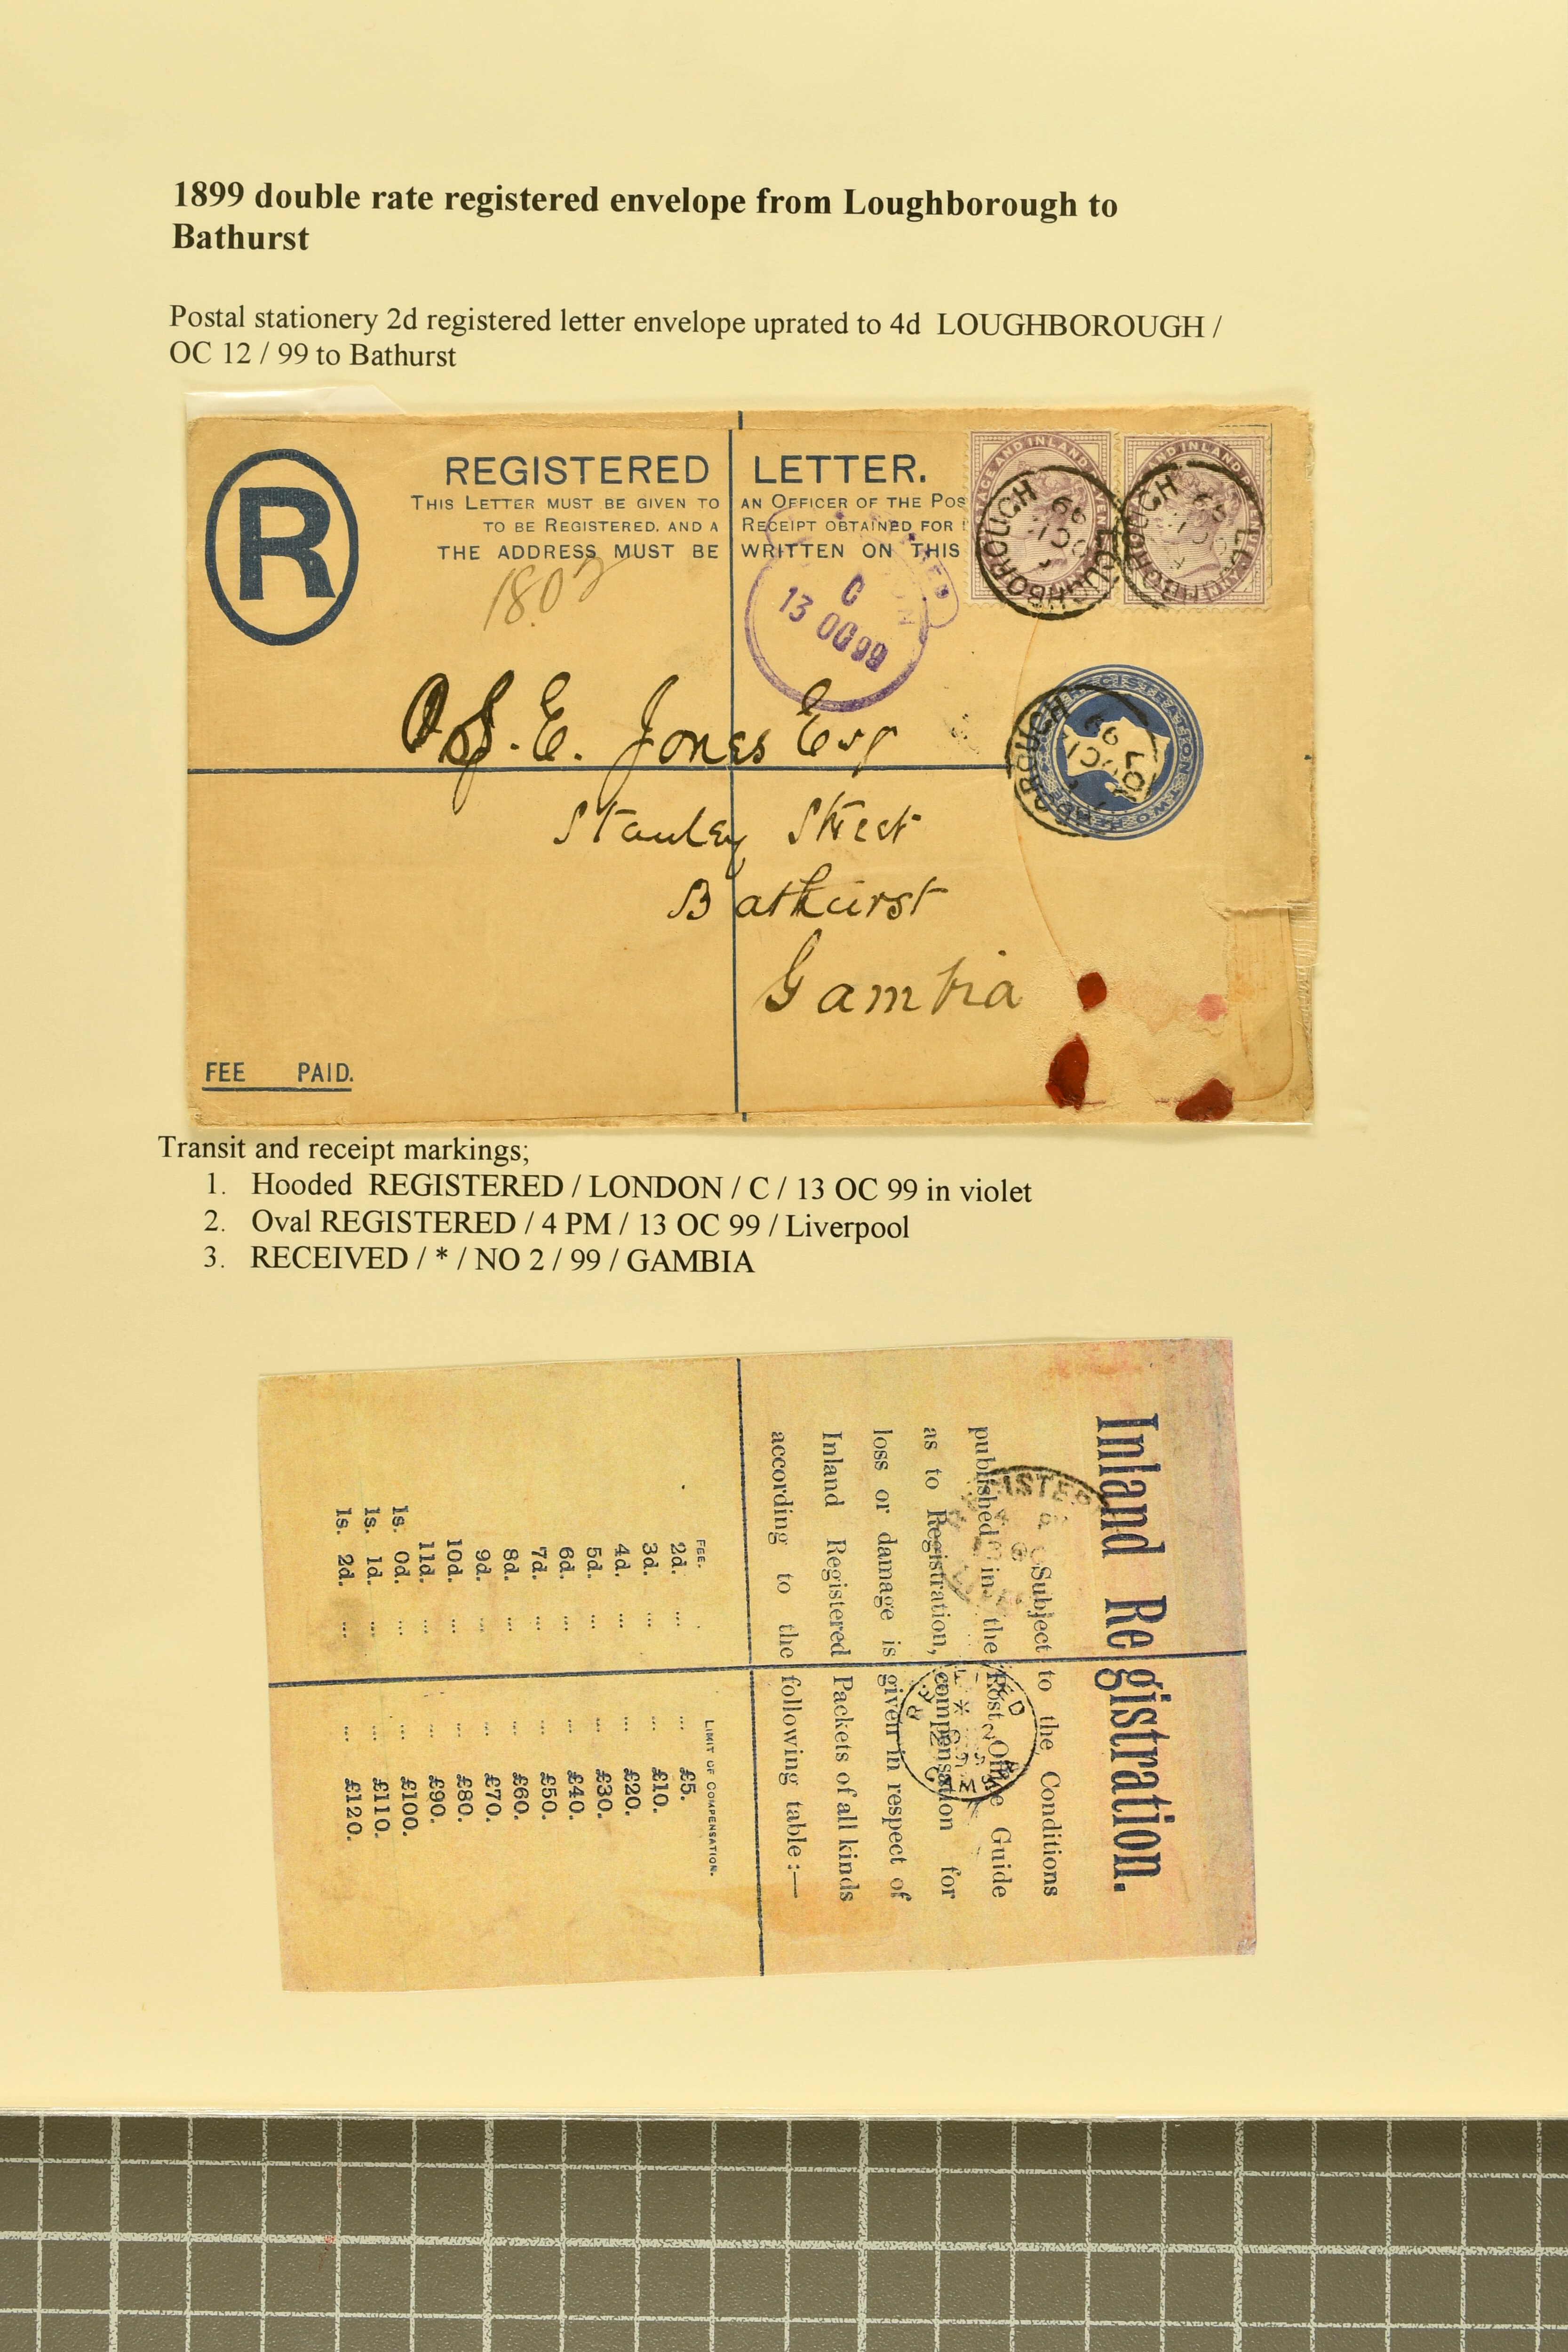 1899 double rate registered envelope from Loughborough to
Bathurst
Postal stationery 2d registered letter envelope uprated to 4d LOUGHBOROUGH /
OC 12 / 99 to Bathurst
R
REGISTERED LETTER.
THIS LETTER MUST BE GIVEN TO AN OFFICER OF THE POS
TO BE REGISTERED, AND A RECEIPT OBTAINED FOR
THE ADDRESS MUST BE WRITTEN ON THIS
LOUGHBOROUGH
OC 1
99
LOUGHBOROUGH
C
13 OC 99
E. Jones Esq
Stanley Street
Bathurst
Gambia
FEE PAID.
Transit and receipt markings;
1. Hooded REGISTERED / LONDON / C / 13 OC 99 in violet
2. Oval REGISTERED / 4 PM / 13 OC 99 / Liverpool
3. RECEIVED / * / NO 2 / 99 / GAMBIA
Inland Registration.
Subject to the Conditions
published in the Post Office Guide
as to Registration, compensation for
loss or damage is given in respect of
Inland Registered Packets of all kinds
according to the following table :—
FEE. LIMIT OF COMPENSATION.
2d. ... ... £5.
3d. ... ... £10.
4d. ... ... £20.
5d. ... ... £30.
6d. ... ... £40.
7d. ... ... £50.
8d. ... ... £60.
9d. ... ... £70.
10d. ... ... £80.
11d. ... ... £90.
1s. 0d. ... ... £100.
1s. 1d. ... ... £110.
1s. 2d. ... ... £120.